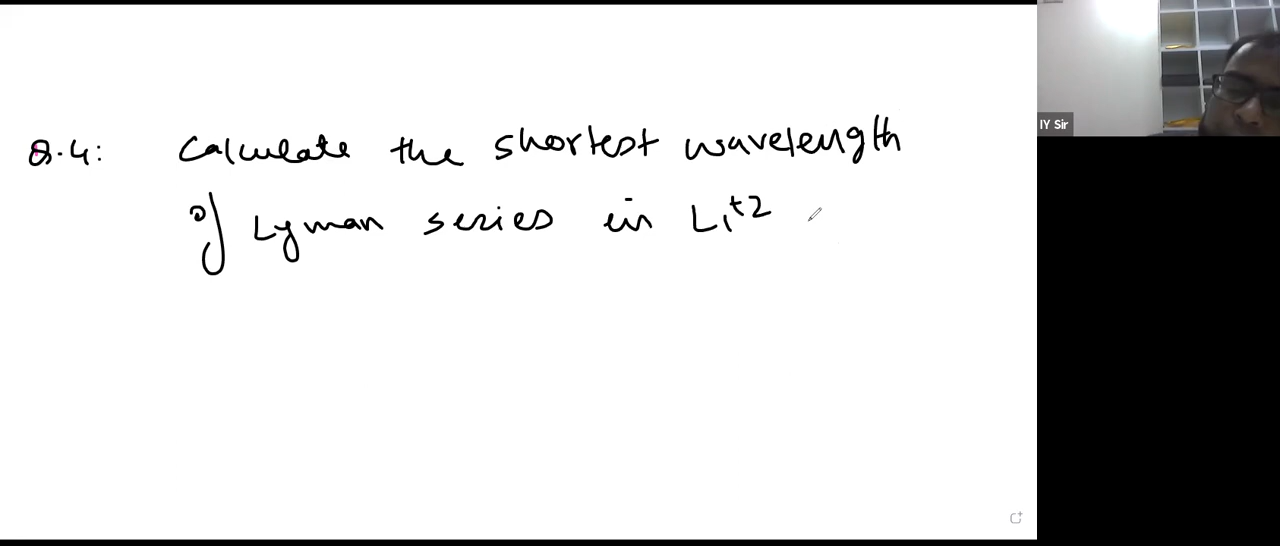 Q.4: Calculate the shortest wavelength
of Lyman series in Li+2
IY Sir